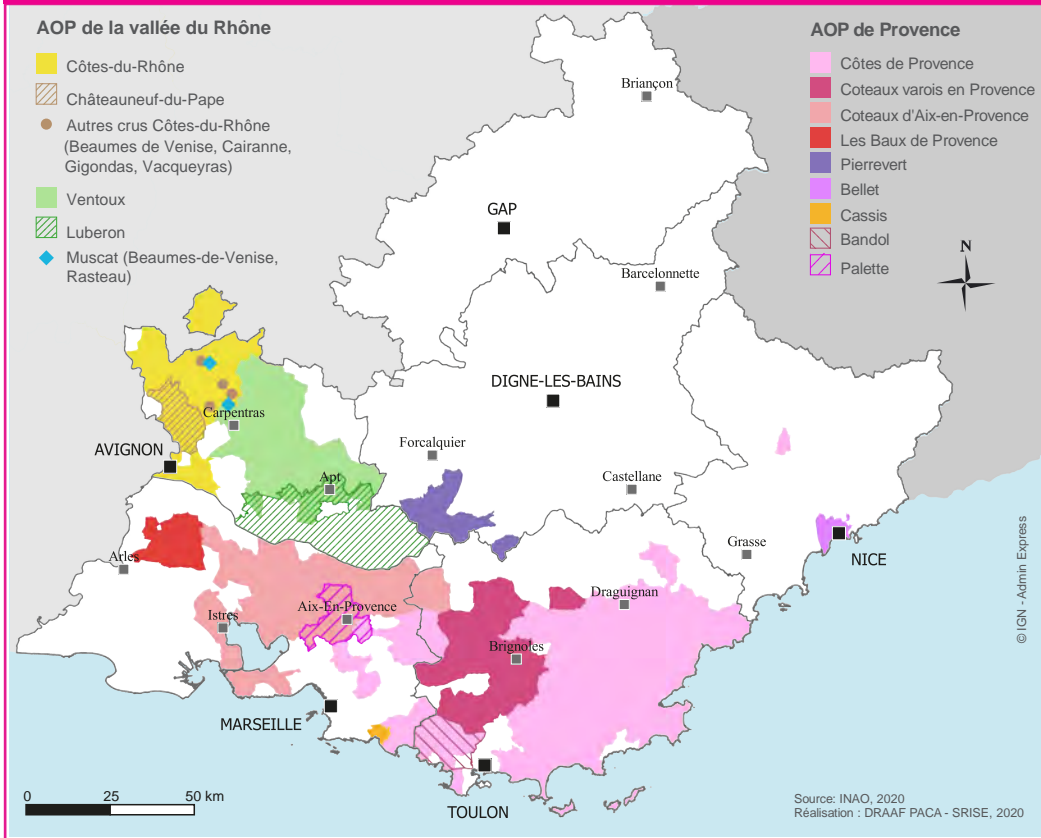 AOP de la vallée du Rhône
Côtes-du-Rhône
Châteauneuf-du-Pape
Autres crus Côtes-du-Rhône
(Beaumes de Venise, Cairanne,
Gigondas, Vacqueyras)
Ventoux
Luberon
Muscat (Beaumes-de-Venise,
Rasteau)
AOP de Provence
Côtes de Provence
Coteaux varois en Provence
Coteaux d'Aix-en-Provence
Les Baux de Provence
Pierrevert
Bellet
Cassis
Bandol
Palette
N
Briançon
GAP
Barcelonnette
DIGNE-LES-BAINS
Carpentras
Forcalquier
AVIGNON
Apt
Castellane
Grasse
NICE
Arles
Draguignan
Istres
Aix-En-Provence
Brignoles
MARSEILLE
TOULON
0 25 50 km
© IGN - Admin Express
Source: INAO, 2020
Réalisation : DRAAF PACA - SRISE, 2020